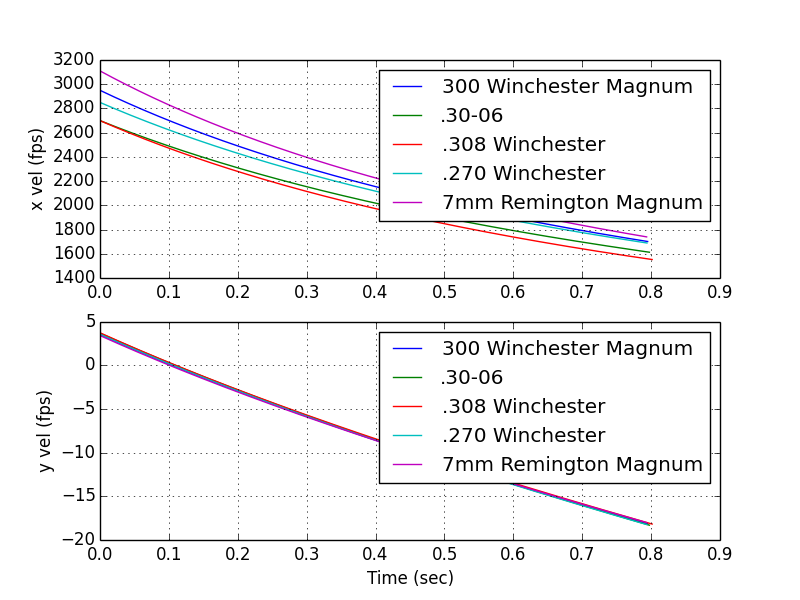 3200
3000
2800
2600
2400
2200
2000
1800
1600
1400
x vel (fps)
300 Winchester Magnum
.30-06
.308 Winchester
.270 Winchester
7mm Remington Magnum
0.0 0.1 0.2 0.3 0.4 0.5 0.6 0.7 0.8 0.9
5
0
−5
−10
−15
−20
y vel (fps)
300 Winchester Magnum
.30-06
.308 Winchester
.270 Winchester
7mm Remington Magnum
0.0 0.1 0.2 0.3 0.4 0.5 0.6 0.7 0.8 0.9
Time (sec)